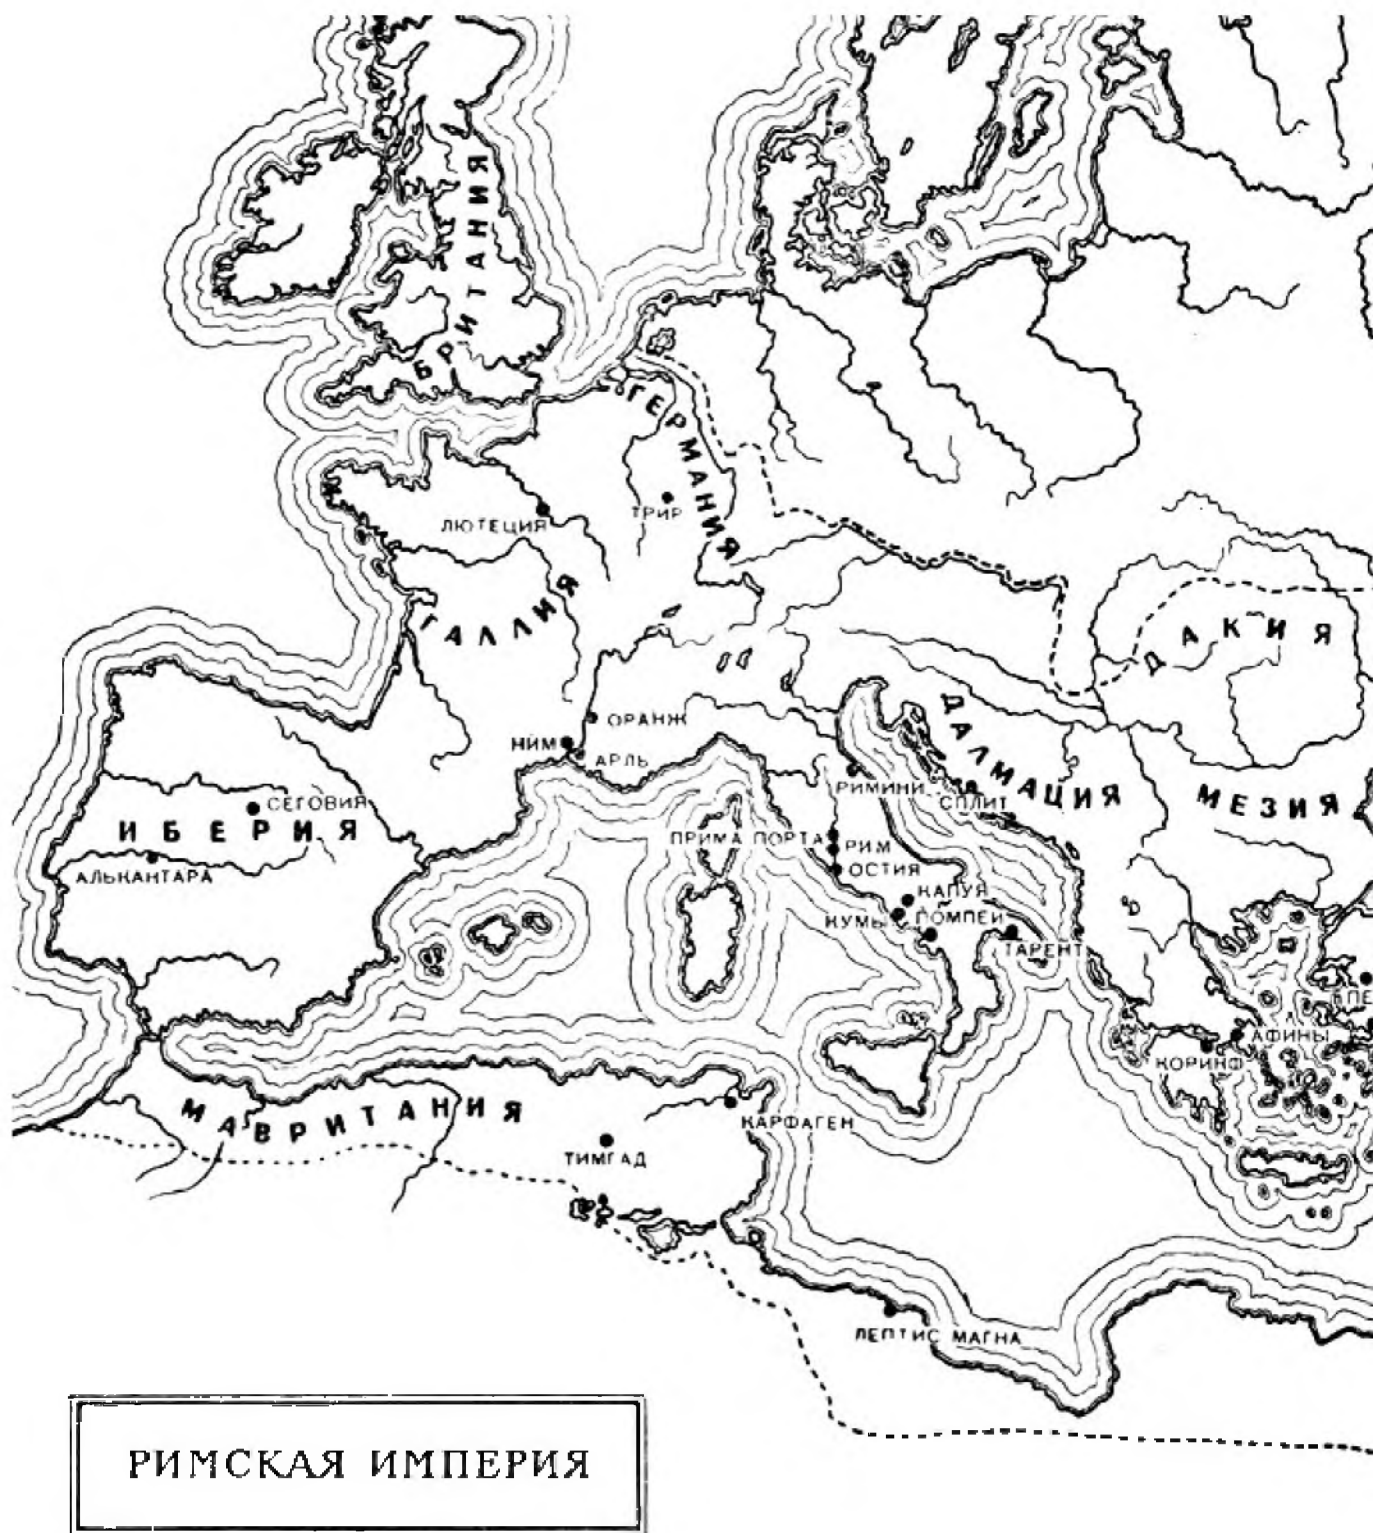 БРИТАНИЯ
ГЕРМАНИЯ
ЛЮТЕЦИЯ
ТРИР
ГАЛЛИЯ
ДАКИЯ
ОРАНЖ
НИМ
АРЛЬ
ДАЛМАЦИЯ
РИМИНИ
СПЛИТ
МЕЗИЯ
СЕГОВИЯ
ИБЕРИЯ
АЛЬКАНТАРА
ПРИМА ПОРТА
РИМ
ОСТИЯ
КАПУЯ
КУМЫ
ПОМПЕИ
ТАРЕНТ
ПЕ
АФИНЫ
КОРИНФ
МАВРИТАНИЯ
КАРФАГЕН
ТИМГАД
ЛЕПТИС МАГНА
РИМСКАЯ ИМПЕРИЯ